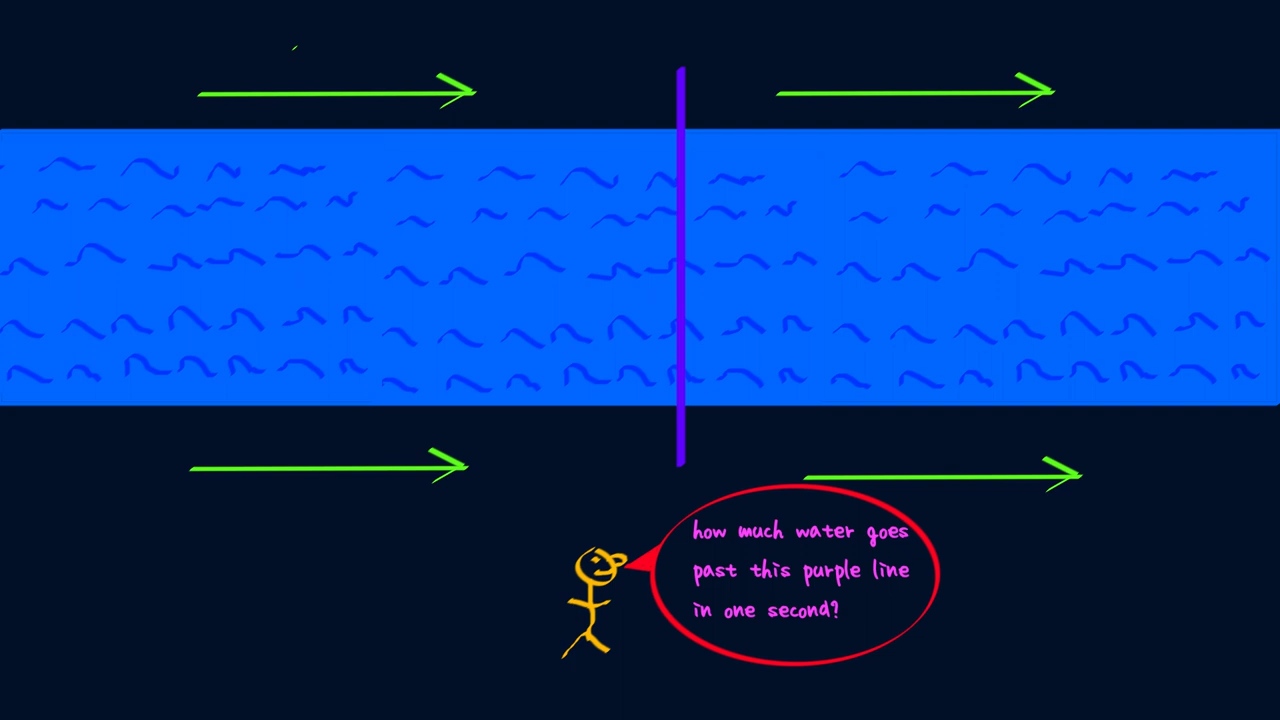 how much water goes
past this purple line
in one second?